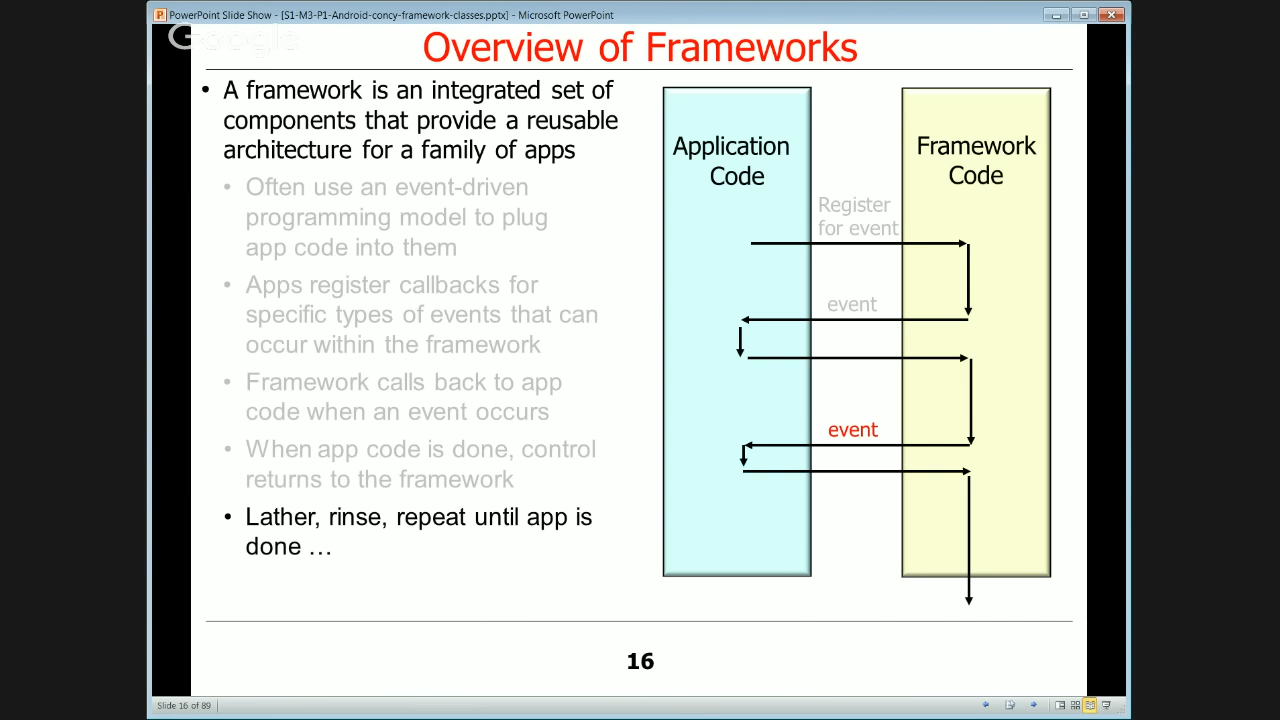 PowerPoint Slide Show - [S1-M3-P1-Android-concy-framework-classes.pptx] - Microsoft PowerPoint
Google
Overview of Frameworks
• A framework is an integrated set of
components that provide a reusable
architecture for a family of apps
• Often use an event-driven
programming model to plug
app code into them
• Apps register callbacks for
specific types of events that can
occur within the framework
• Framework calls back to app
code when an event occurs
• When app code is done, control
returns to the framework
• Lather, rinse, repeat until app is
done …
Application
Code
Framework
Code
Register
for event
event
event
16
Slide 16 of 89